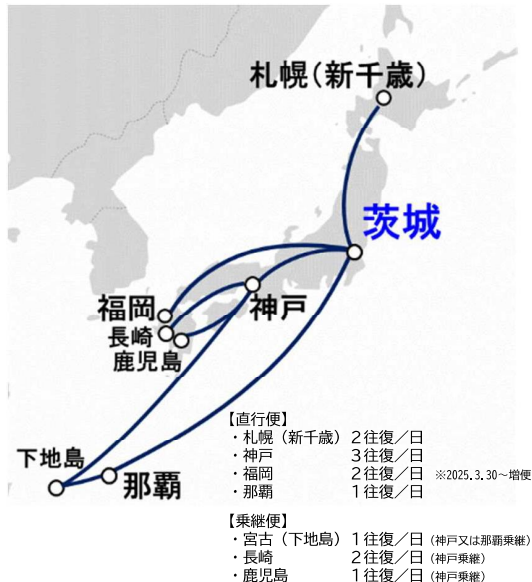 札幌（新千歳）
茨城
福岡
神戸
長崎
鹿児島
下地島
那覇
【直行便】
・札幌（新千歳） 2往復／日
・神戸 3往復／日
・福岡 2往復／日 ※2025.3.30～増便
・那覇 1往復／日
【乗継便】
・宮古（下地島） 1往復／日 （神戸又は那覇乗継）
・長崎 2往復／日 （神戸乗継）
・鹿児島 1往復／日 （神戸乗継）